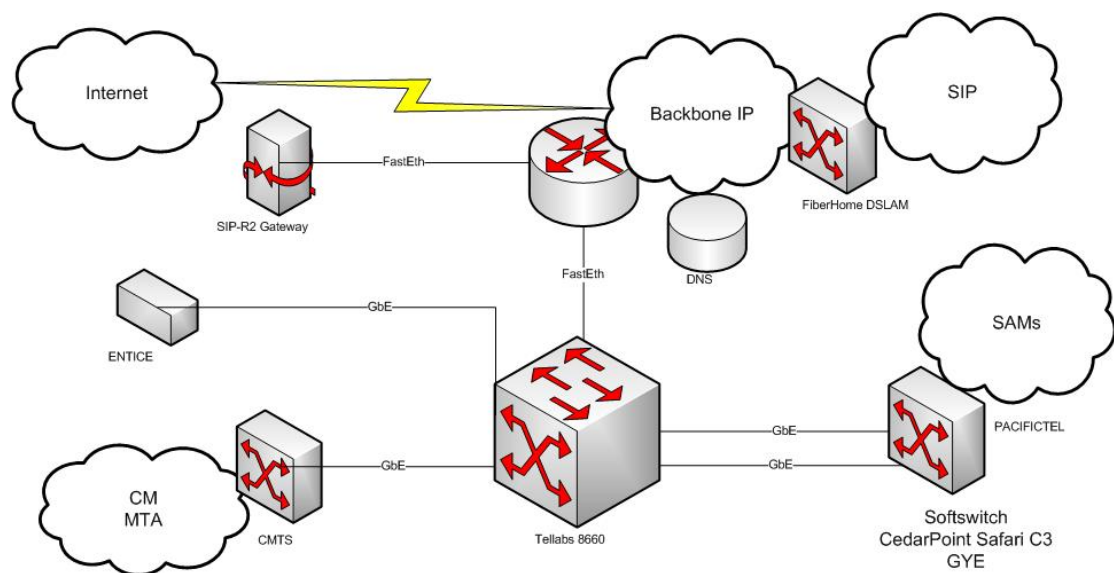 Internet
Backbone IP
SIP
FastEth
SIP-R2 Gateway
FiberHome DSLAM
DNS
FastEth
GbE
ENTICE
SAMs
PACIFICTEL
GbE
GbE
GbE
CM
MTA
CMTS
Tellabs 8660
Softswitch
CedarPoint Safari C3
GYE